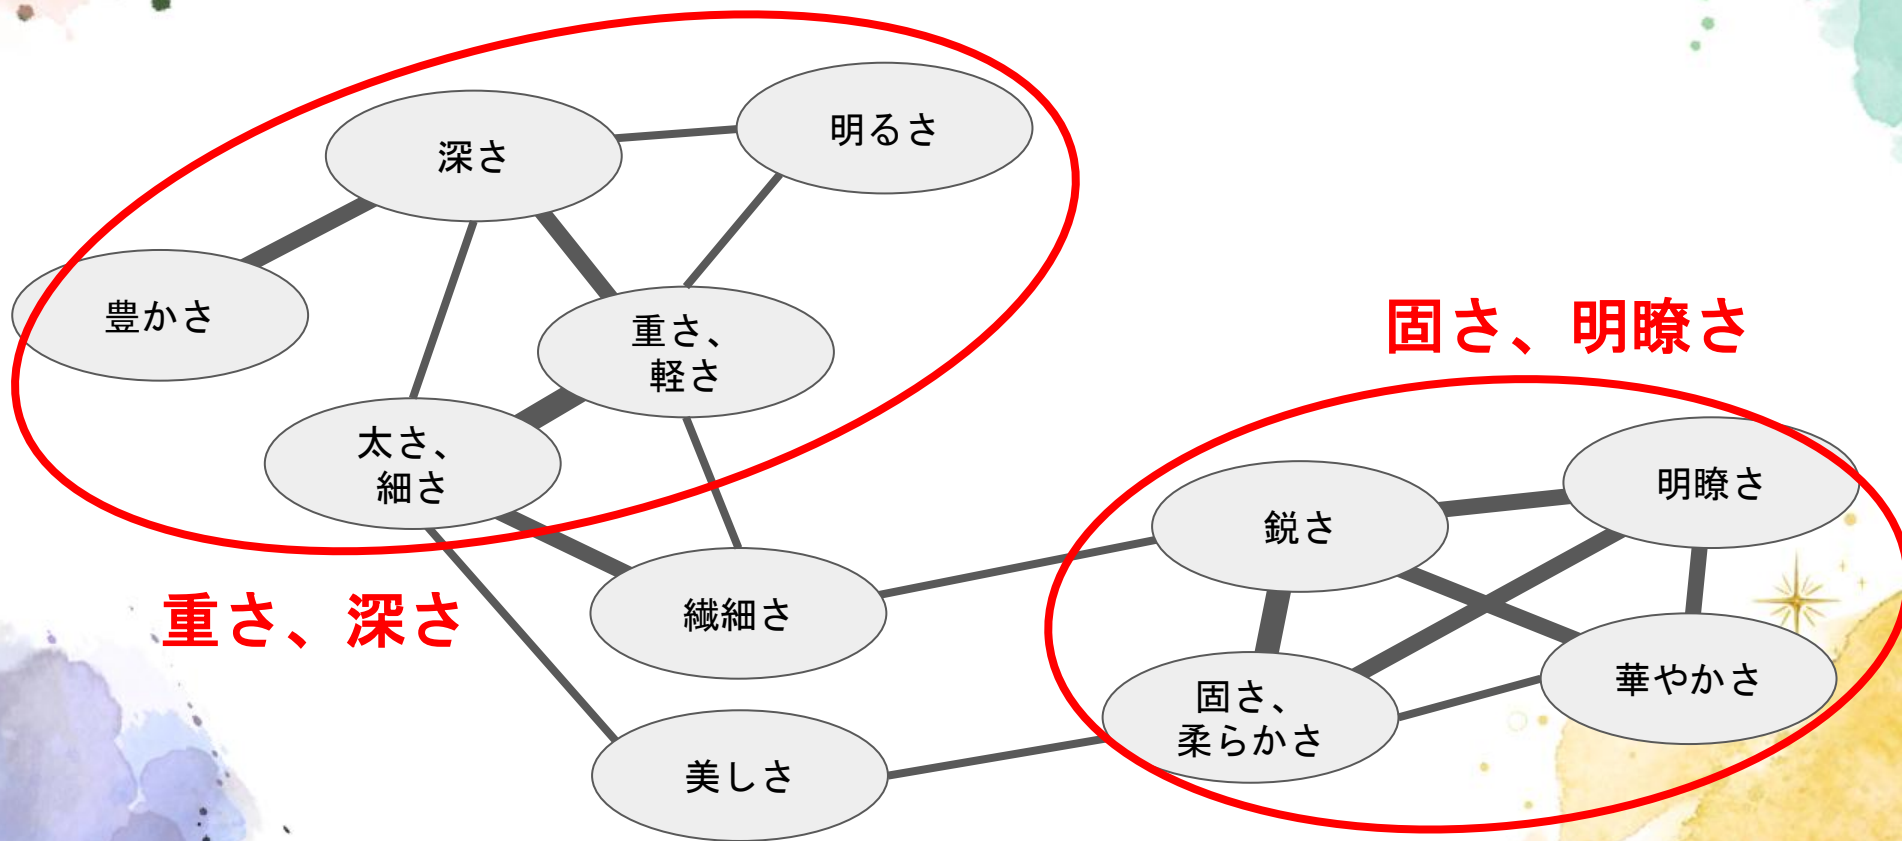 深さ
明るさ
豊かさ
重さ、
軽さ
太さ、
細さ
重さ、深さ
繊細さ
美しさ
固さ、明瞭さ
鋭さ
明瞭さ
固さ、
柔らかさ
華やかさ